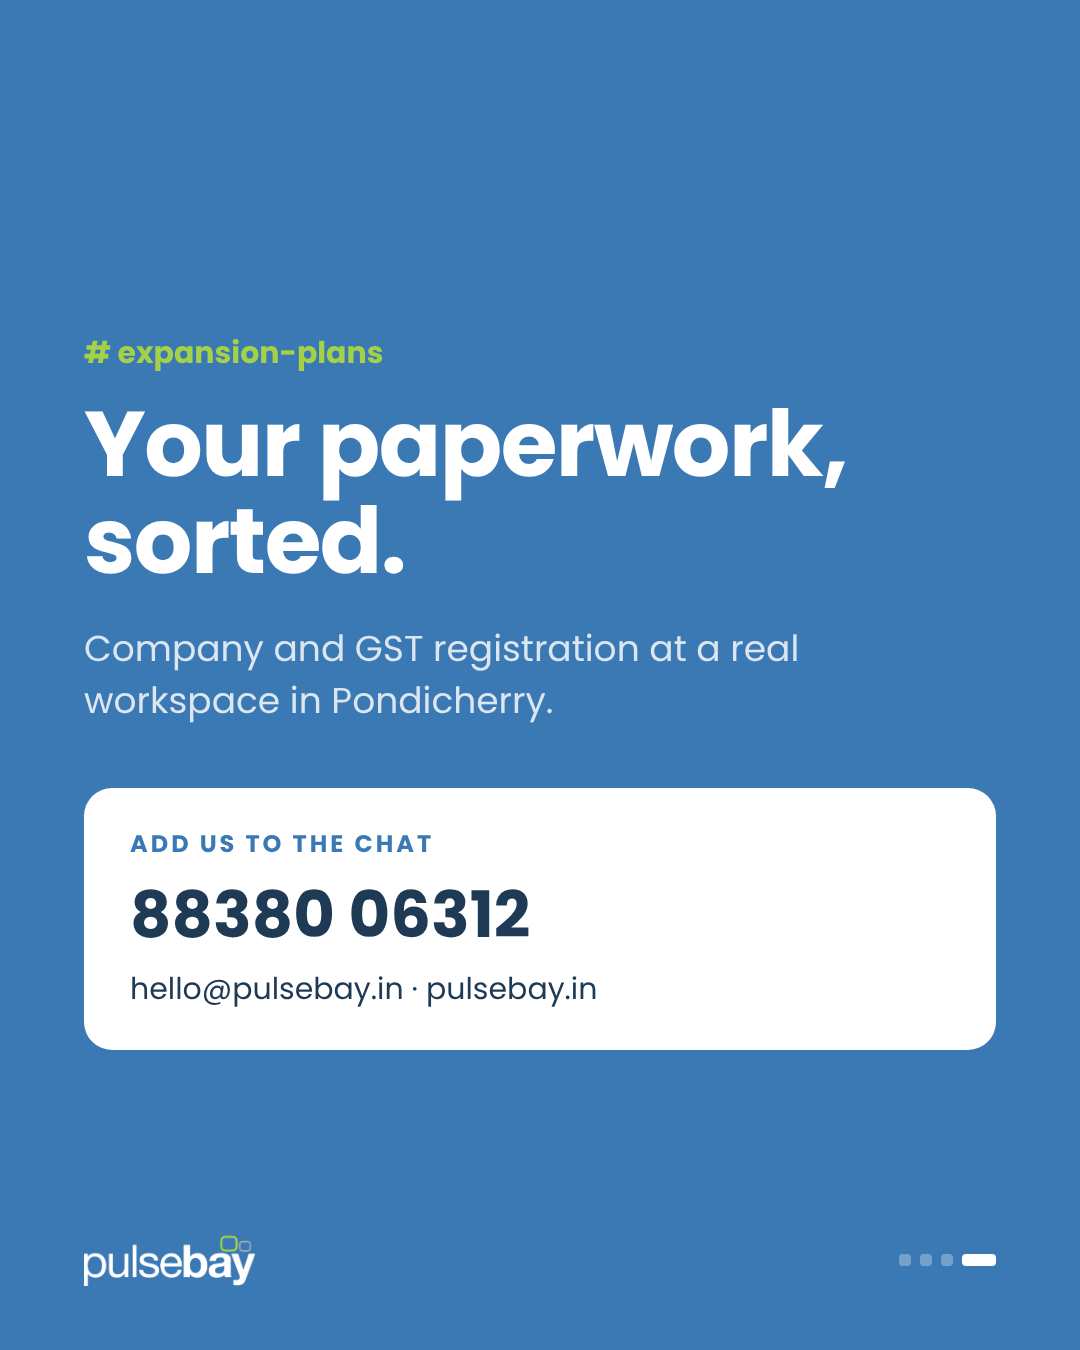 # expansion-plans
Your paperwork,
sorted.
Company and GST registration at a real
workspace in Pondicherry.
ADD US TO THE CHAT
88380 06312
hello@pulsebay.in · pulsebay.in
pulsebay